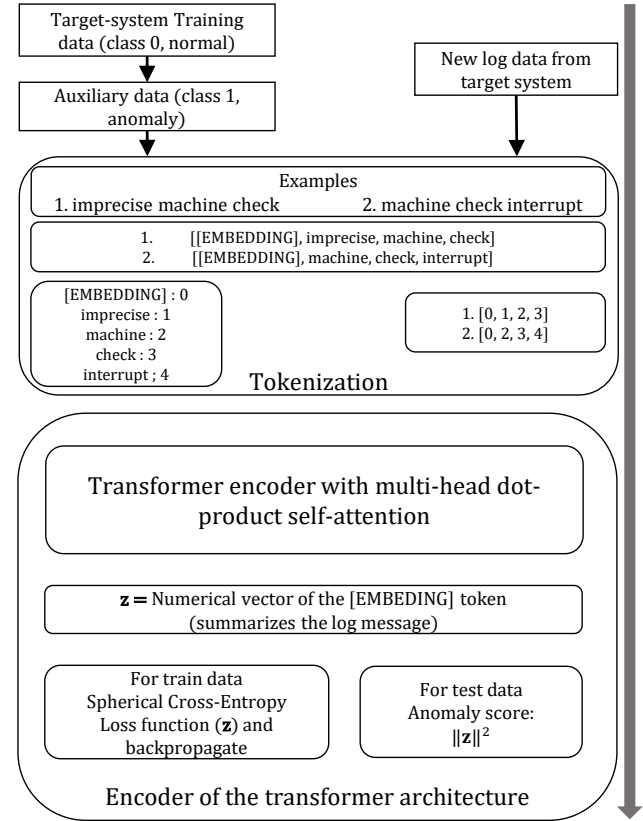 Target-system Training
data (class 0, normal)
Auxiliary data (class 1,
anomaly)
New log data from
target system
Examples
1. imprecise machine check
2. machine check interrupt
1. [[EMBEDDING], imprecise, machine, check]
2. [[EMBEDDING], machine, check, interrupt]
[EMBEDDING] : 0
imprecise : 1
machine : 2
check : 3
interrupt ; 4
1. [0, 1, 2, 3]
2. [0, 2, 3, 4]
Tokenization
Transformer encoder with multi-head dot-
product self-attention
z = Numerical vector of the [EMBEDING] token
(summarizes the log message)
For train data
Spherical Cross-Entropy
Loss function (z) and
backpropagate
For test data
Anomaly score:
‖z‖²
Encoder of the transformer architecture